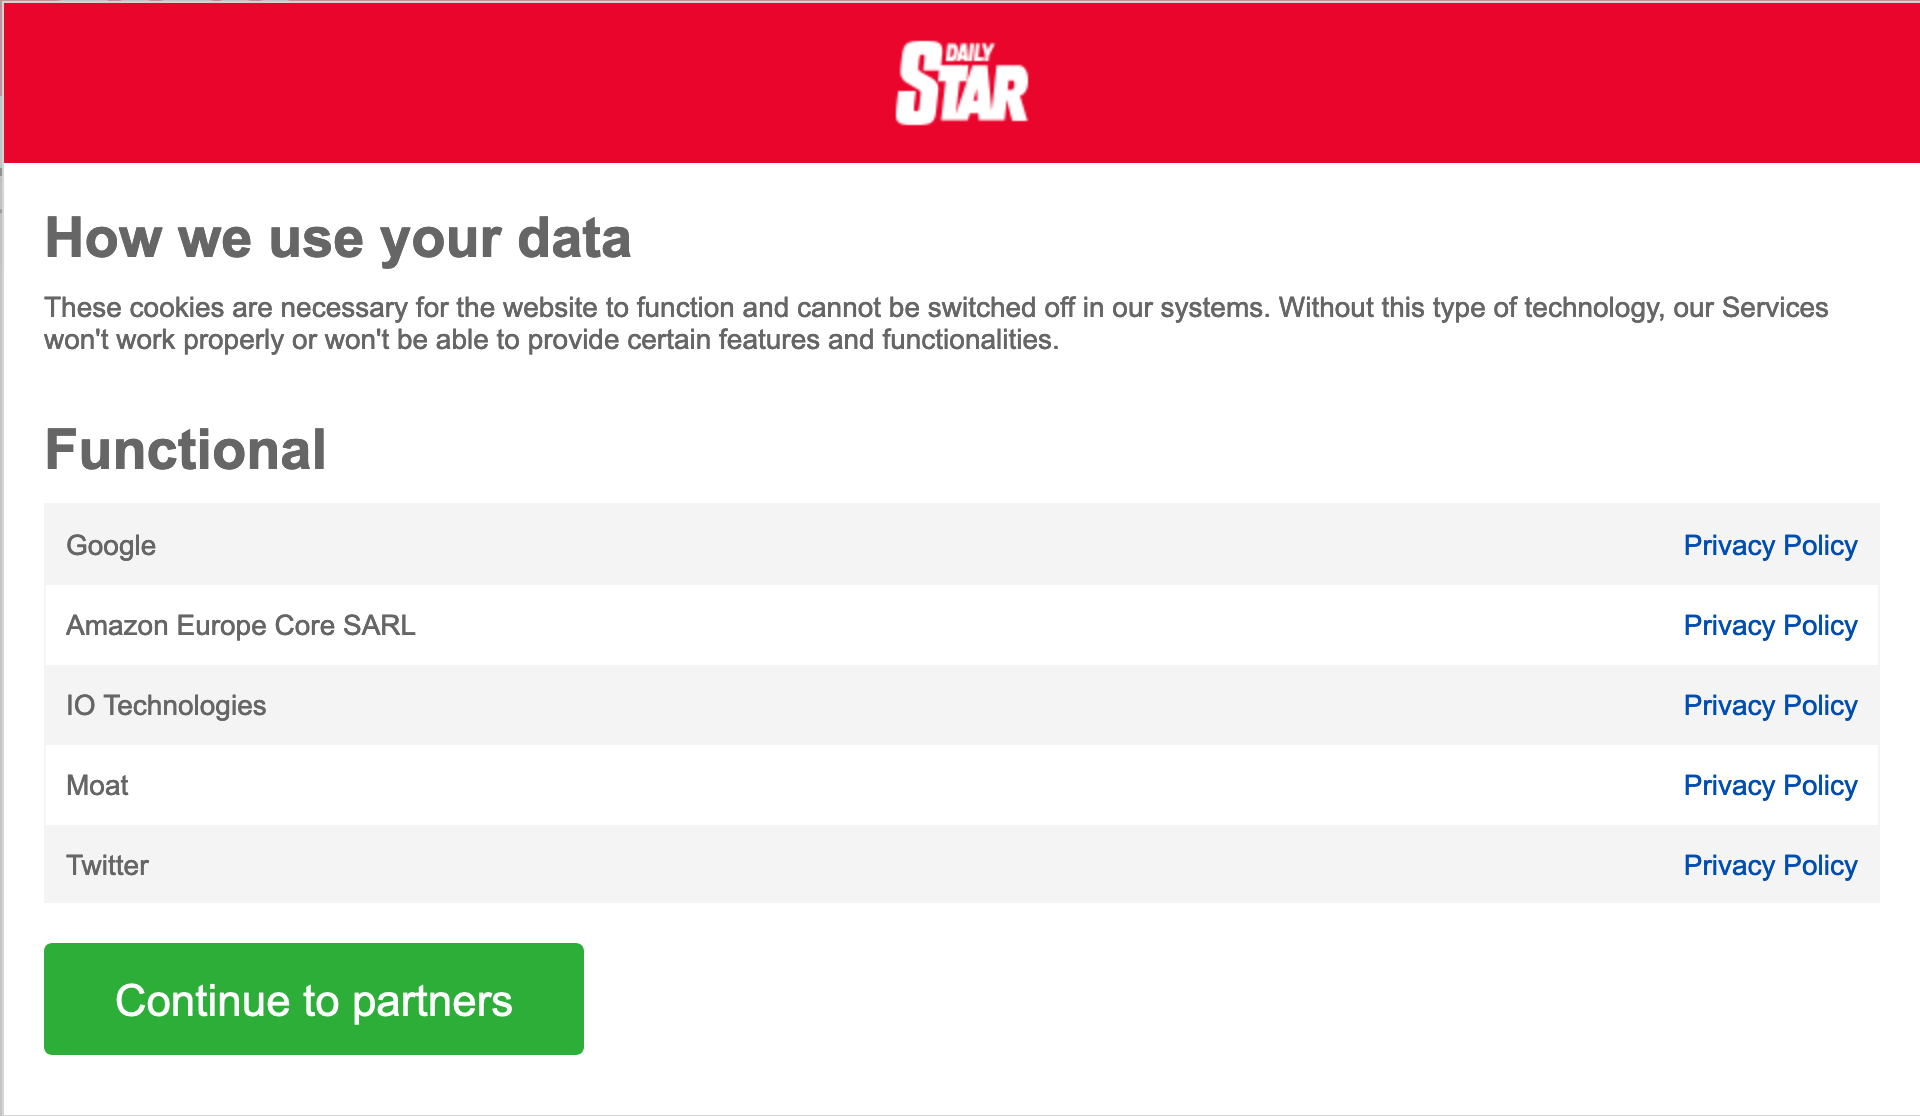 DAILY
STAR
How we use your data
These cookies are necessary for the website to function and cannot be switched off in our systems. Without this type of technology, our Services
won't work properly or won't be able to provide certain features and functionalities.
Functional
Google Privacy Policy
Amazon Europe Core SARL Privacy Policy
IO Technologies Privacy Policy
Moat Privacy Policy
Twitter Privacy Policy
Continue to partners